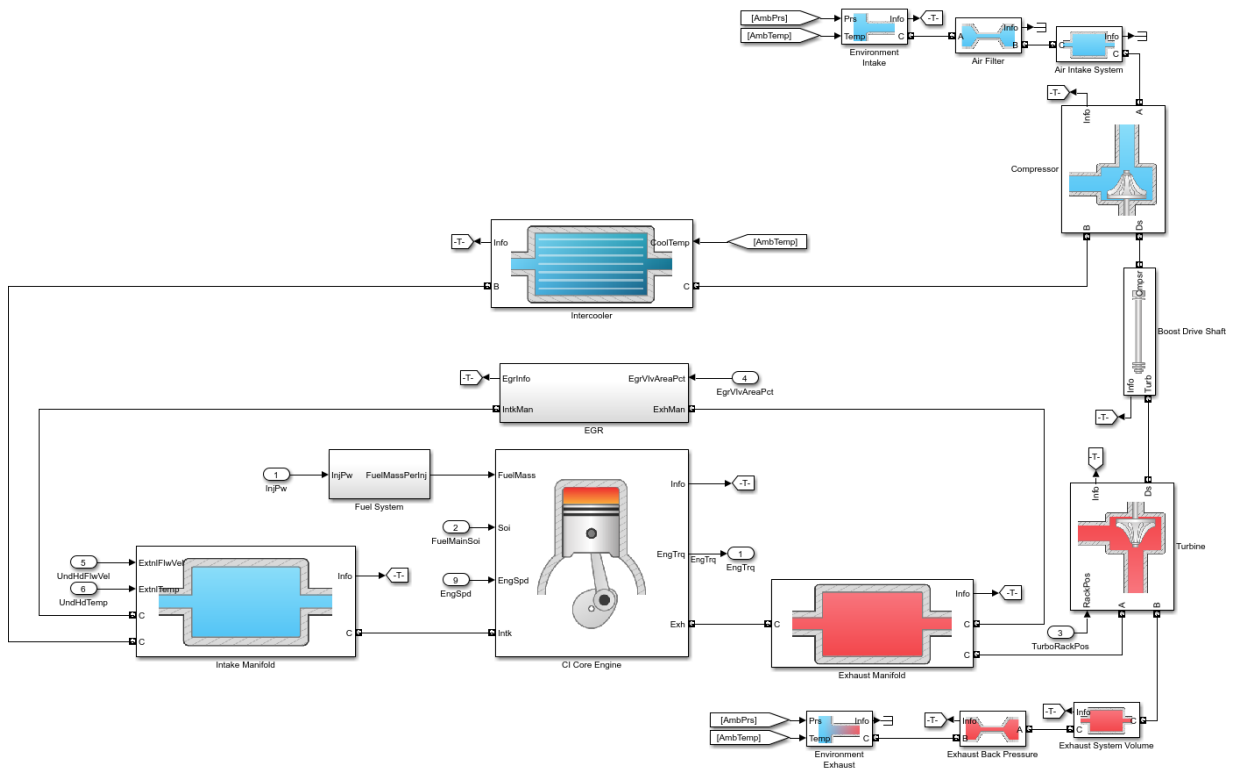 [AmbPrs]
[AmbTemp]
Prs
Temp
Info
C
-T-
Environment
Intake
A
Info
B
Air Filter
C
Info
C
Air Intake System
-T-
Info
A
Compressor
B
Ds
-T-
Info
CoolTemp
[AmbTemp]
B
C
Intercooler
Cmpsr
Boost Drive Shaft
Info
Turb
-T-
-T-
EgrInfo
EgrVlvAreaPct
4
EgrVlvAreaPct
IntkMan
ExhMan
EGR
1
InjPw
InjPw
FuelMassPerInj
Fuel System
FuelMass
2
FuelMainSoi
Soi
9
EngSpd
EngSpd
Intk
Info
-T-
EngTrq
EngTrq
1
EngTrq
Exh
CI Core Engine
-T-
Info
Ds
Turbine
RackPos
A
B
3
TurboRackPos
5
UndHdFlwVel
6
UndHdTemp
ExtnlFlwVel
ExtnlTemp
C
C
Info
-T-
C
Intake Manifold
C
Info
-T-
C
C
Exhaust Manifold
[AmbPrs]
[AmbTemp]
Prs
Temp
Info
C
Environment
Exhaust
-T-
Info
B
A
Exhaust Back Pressure
-T-
Info
C
C
Exhaust System Volume